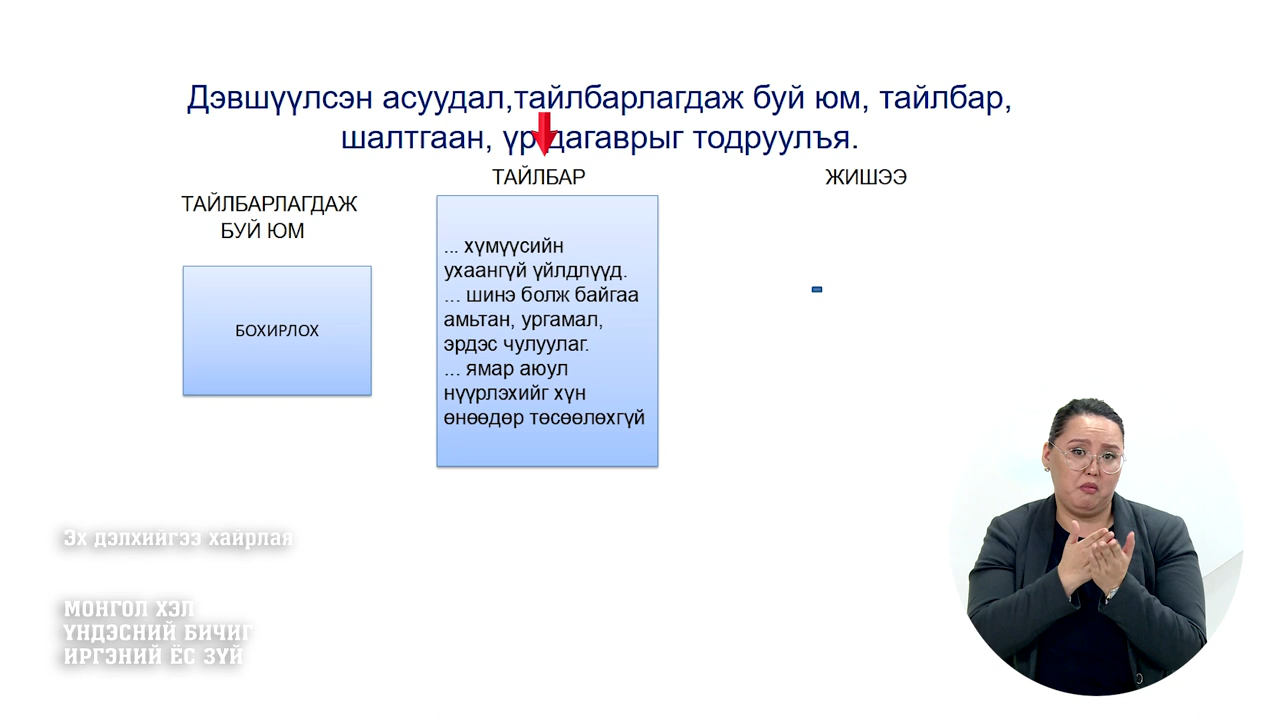 Дэвшүүлсэн асуудал,тайлбарлагдаж буй юм, тайлбар,
шалтгаан, үр дагаврыг тодруулъя.
ТАЙЛБАРЛАГДАЖ
БУЙ ЮМ
БОХИРЛОХ
ТАЙЛБАР
... хүмүүсийн
ухаангүй үйлдлүүд.
... шинэ болж байгаа
амьтан, ургамал,
эрдэс чулуулаг.
... ямар аюул
нүүрлэхийг хүн
өнөөдөр төсөөлөхгүй
ЖИШЭЭ
Эх дэлхийгээ хайрлая
МОНГОЛ ХЭЛ
ҮНДЭСНИЙ БИЧИГ
ИРГЭНИЙ ЁС ЗҮЙ